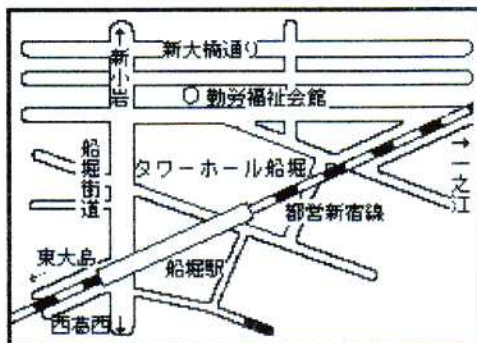 新大橋通り
↑新小岩
○勤労福祉会館
船堀街道
タワーホール船堀
→一之江
都営新宿線
東大島
←
船堀駅
西葛西↓